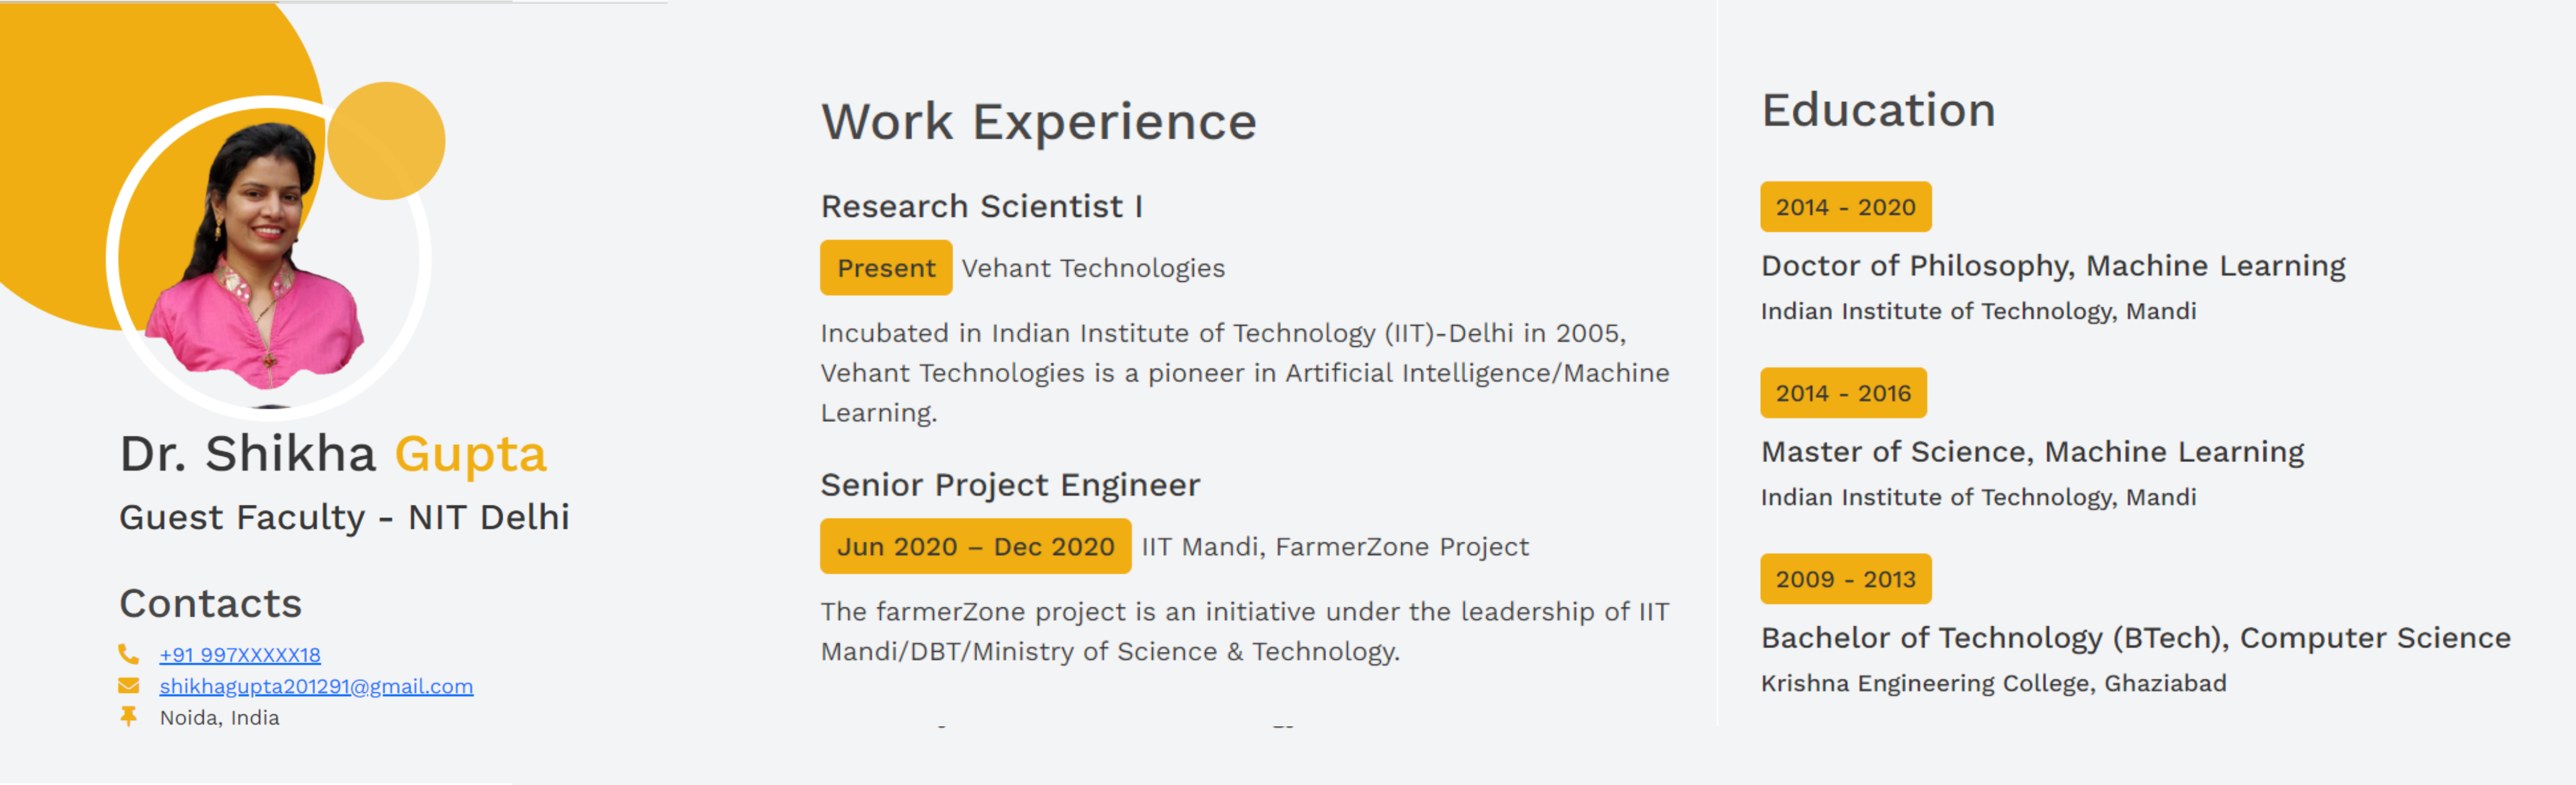 Dr. Shikha Gupta
Guest Faculty - NIT Delhi
Contacts
+91 997XXXXX18
shikhagupta201291@gmail.com
Noida, India
Work Experience
Research Scientist I
Present Vehant Technologies
Incubated in Indian Institute of Technology (IIT)-Delhi in 2005,
Vehant Technologies is a pioneer in Artificial Intelligence/Machine
Learning.
Senior Project Engineer
Jun 2020 – Dec 2020 IIT Mandi, FarmerZone Project
The farmerZone project is an initiative under the leadership of IIT
Mandi/DBT/Ministry of Science & Technology.
Education
2014 - 2020
Doctor of Philosophy, Machine Learning
Indian Institute of Technology, Mandi
2014 - 2016
Master of Science, Machine Learning
Indian Institute of Technology, Mandi
2009 - 2013
Bachelor of Technology (BTech), Computer Science
Krishna Engineering College, Ghaziabad